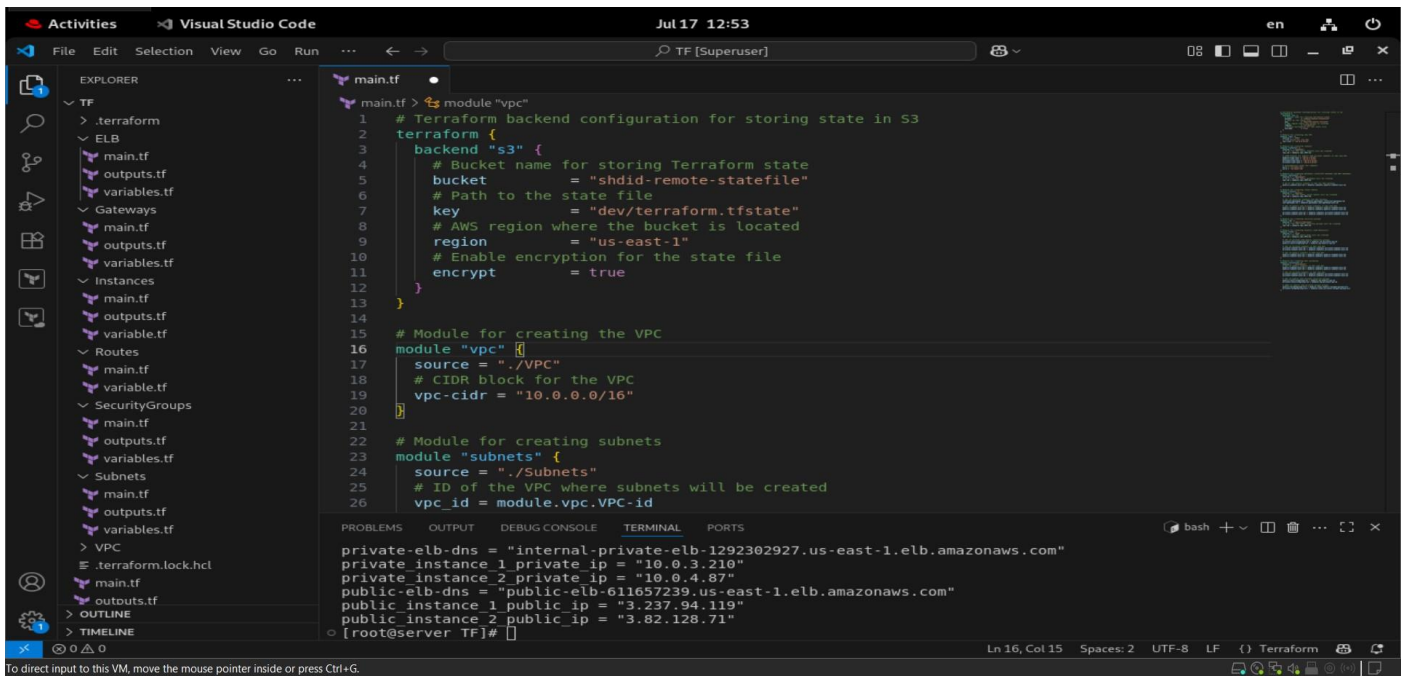 Activities Visual Studio Code Jul 17 12:53 en
File Edit Selection View Go Run ··· TF [Superuser]
EXPLORER ···
TF
.terraform
ELB
main.tf
outputs.tf
variables.tf
Gateways
main.tf
outputs.tf
variables.tf
Instances
main.tf
outputs.tf
variable.tf
Routes
main.tf
variable.tf
SecurityGroups
main.tf
outputs.tf
variables.tf
Subnets
main.tf
outputs.tf
variables.tf
VPC
.terraform.lock.hcl
main.tf
outputs.tf
OUTLINE
TIMELINE
main.tf
main.tf > module "vpc"
1 # Terraform backend configuration for storing state in S3
2 terraform {
3 backend "s3" {
4 # Bucket name for storing Terraform state
5 bucket = "shdid-remote-statefile"
6 # Path to the state file
7 key = "dev/terraform.tfstate"
8 # AWS region where the bucket is located
9 region = "us-east-1"
10 # Enable encryption for the state file
11 encrypt = true
12 }
13 }
14
15 # Module for creating the VPC
16 module "vpc" {
17 source = "./VPC"
18 # CIDR block for the VPC
19 vpc-cidr = "10.0.0.0/16"
20 }
21
22 # Module for creating subnets
23 module "subnets" {
24 source = "./Subnets"
25 # ID of the VPC where subnets will be created
26 vpc_id = module.vpc.VPC-id
PROBLEMS OUTPUT DEBUG CONSOLE TERMINAL PORTS bash
private-elb-dns = "internal-private-elb-1292302927.us-east-1.elb.amazonaws.com"
private_instance_1_private_ip = "10.0.3.210"
private_instance_2_private_ip = "10.0.4.87"
public-elb-dns = "public-elb-611657239.us-east-1.elb.amazonaws.com"
public_instance_1_public_ip = "3.237.94.119"
public_instance_2_public_ip = "3.82.128.71"
[root@server TF]#
0 0 Ln 16, Col 15 Spaces: 2 UTF-8 LF {} Terraform
To direct input to this VM, move the mouse pointer inside or press Ctrl+G.